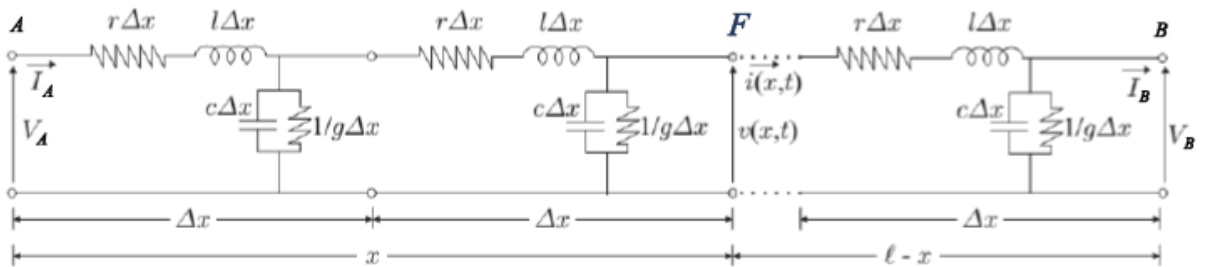 A rΔx lΔx rΔx lΔx F rΔx lΔx B
I_A i(x,t) I_B
cΔx 1/gΔx cΔx 1/gΔx cΔx 1/gΔx
V_A v(x,t) V_B
Δx Δx Δx
x ℓ - x